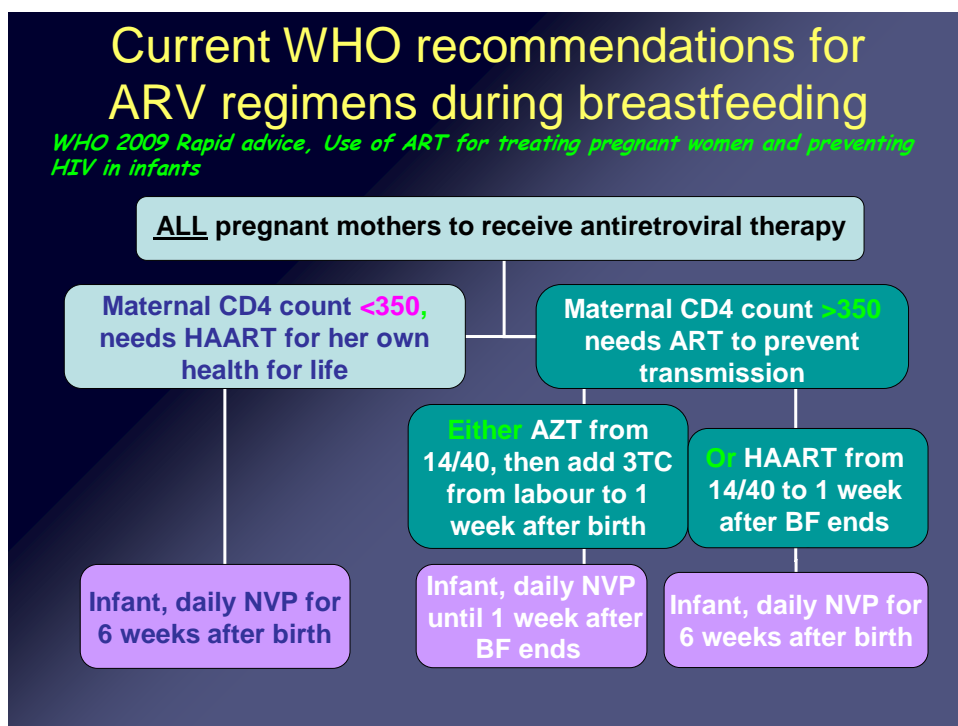 Current WHO recommendations for
ARV regimens during breastfeeding
WHO 2009 Rapid advice, Use of ART for treating pregnant women and preventing
HIV in infants
ALL pregnant mothers to receive antiretroviral therapy
Maternal CD4 count <350,
needs HAART for her own
health for life
Maternal CD4 count >350
needs ART to prevent
transmission
Either AZT from
14/40, then add 3TC
from labour to 1
week after birth
Or HAART from
14/40 to 1 week
after BF ends
Infant, daily NVP for
6 weeks after birth
Infant, daily NVP
until 1 week after
BF ends
Infant, daily NVP for
6 weeks after birth